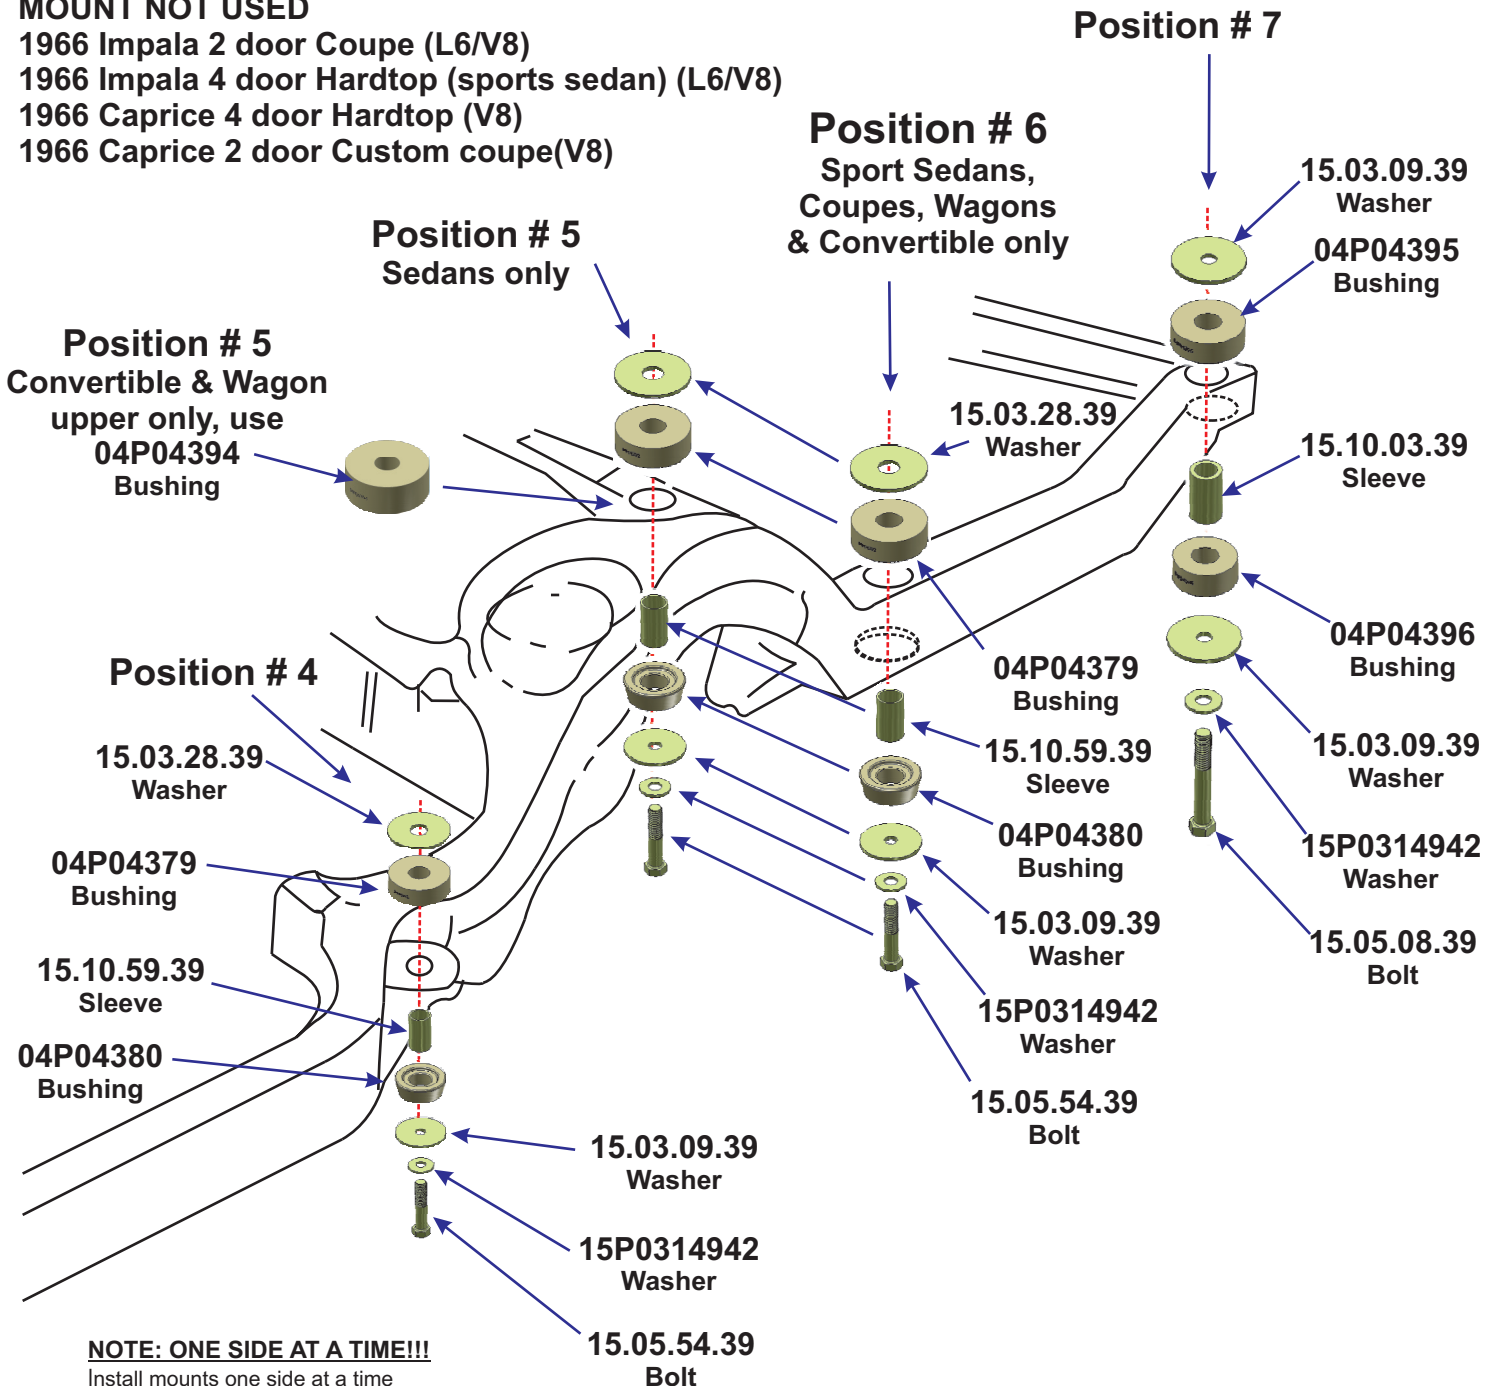 MOUNT NOT USED
1966 Impala 2 door Coupe (L6/V8)
1966 Impala 4 door Hardtop (sports sedan) (L6/V8)
1966 Caprice 4 door Hardtop (V8)
1966 Caprice 2 door Custom coupe(V8)
Position # 7
Position # 6
Sport Sedans,
Coupes, Wagons
& Convertible only
15.03.09.39
Washer
04P04395
Bushing
Position # 5
Sedans only
Position # 5
Convertible & Wagon
upper only, use
04P04394
Bushing
15.03.28.39
Washer
15.10.03.39
Sleeve
04P04396
Bushing
04P04379
Bushing
Position # 4
15.03.28.39
Washer
15.10.59.39
Sleeve
15.03.09.39
Washer
04P04380
Bushing
15P0314942
Washer
04P04379
Bushing
15.03.09.39
Washer
15.05.08.39
Bolt
15.10.59.39
Sleeve
15P0314942
Washer
04P04380
Bushing
15.05.54.39
Bolt
15.03.09.39
Washer
15P0314942
Washer
15.05.54.39
Bolt
NOTE: ONE SIDE AT A TIME!!!
Install mounts one side at a time